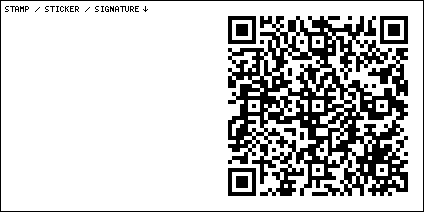 STAMP / STICKER / SIGNATURE ↓